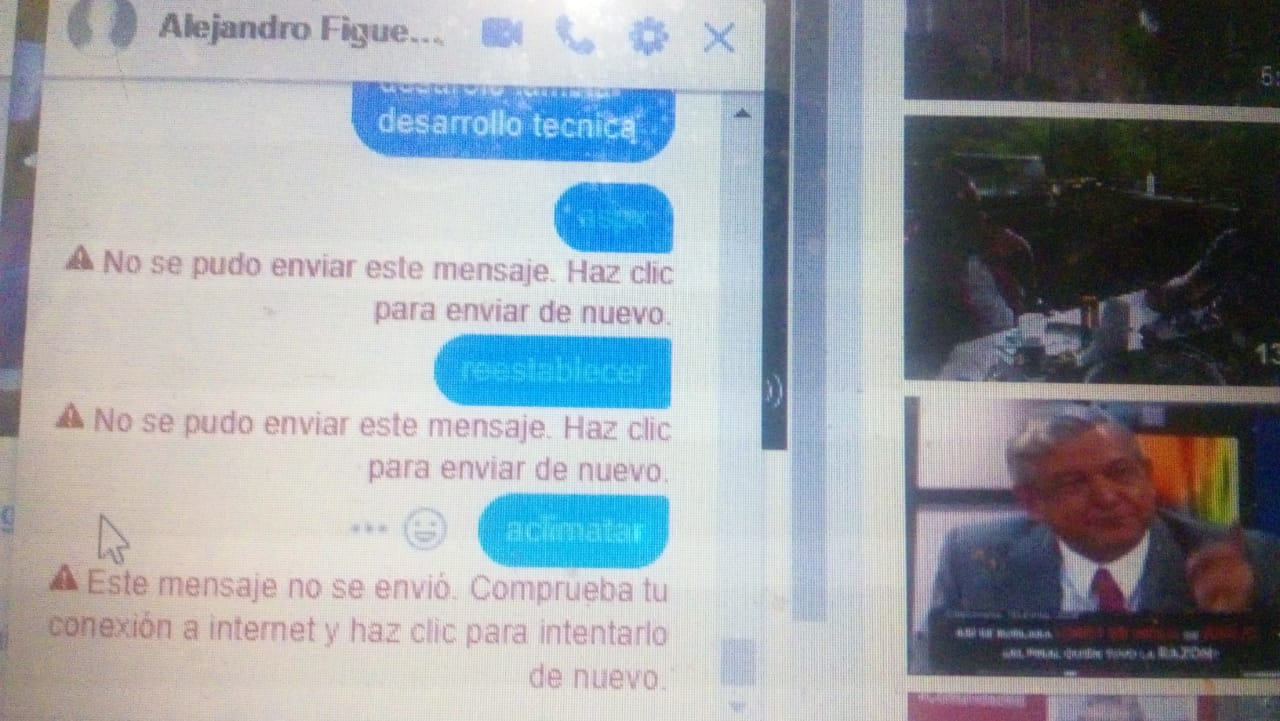 Alejandro Figue...
desarrollo tecnica
No se pudo enviar este mensaje. Haz clic
para enviar de nuevo.
reestablecer
No se pudo enviar este mensaje. Haz clic
para enviar de nuevo.
aclimatar
Este mensaje no se envió. Comprueba tu
conexión a internet y haz clic para intentarlo
de nuevo.
RAZON